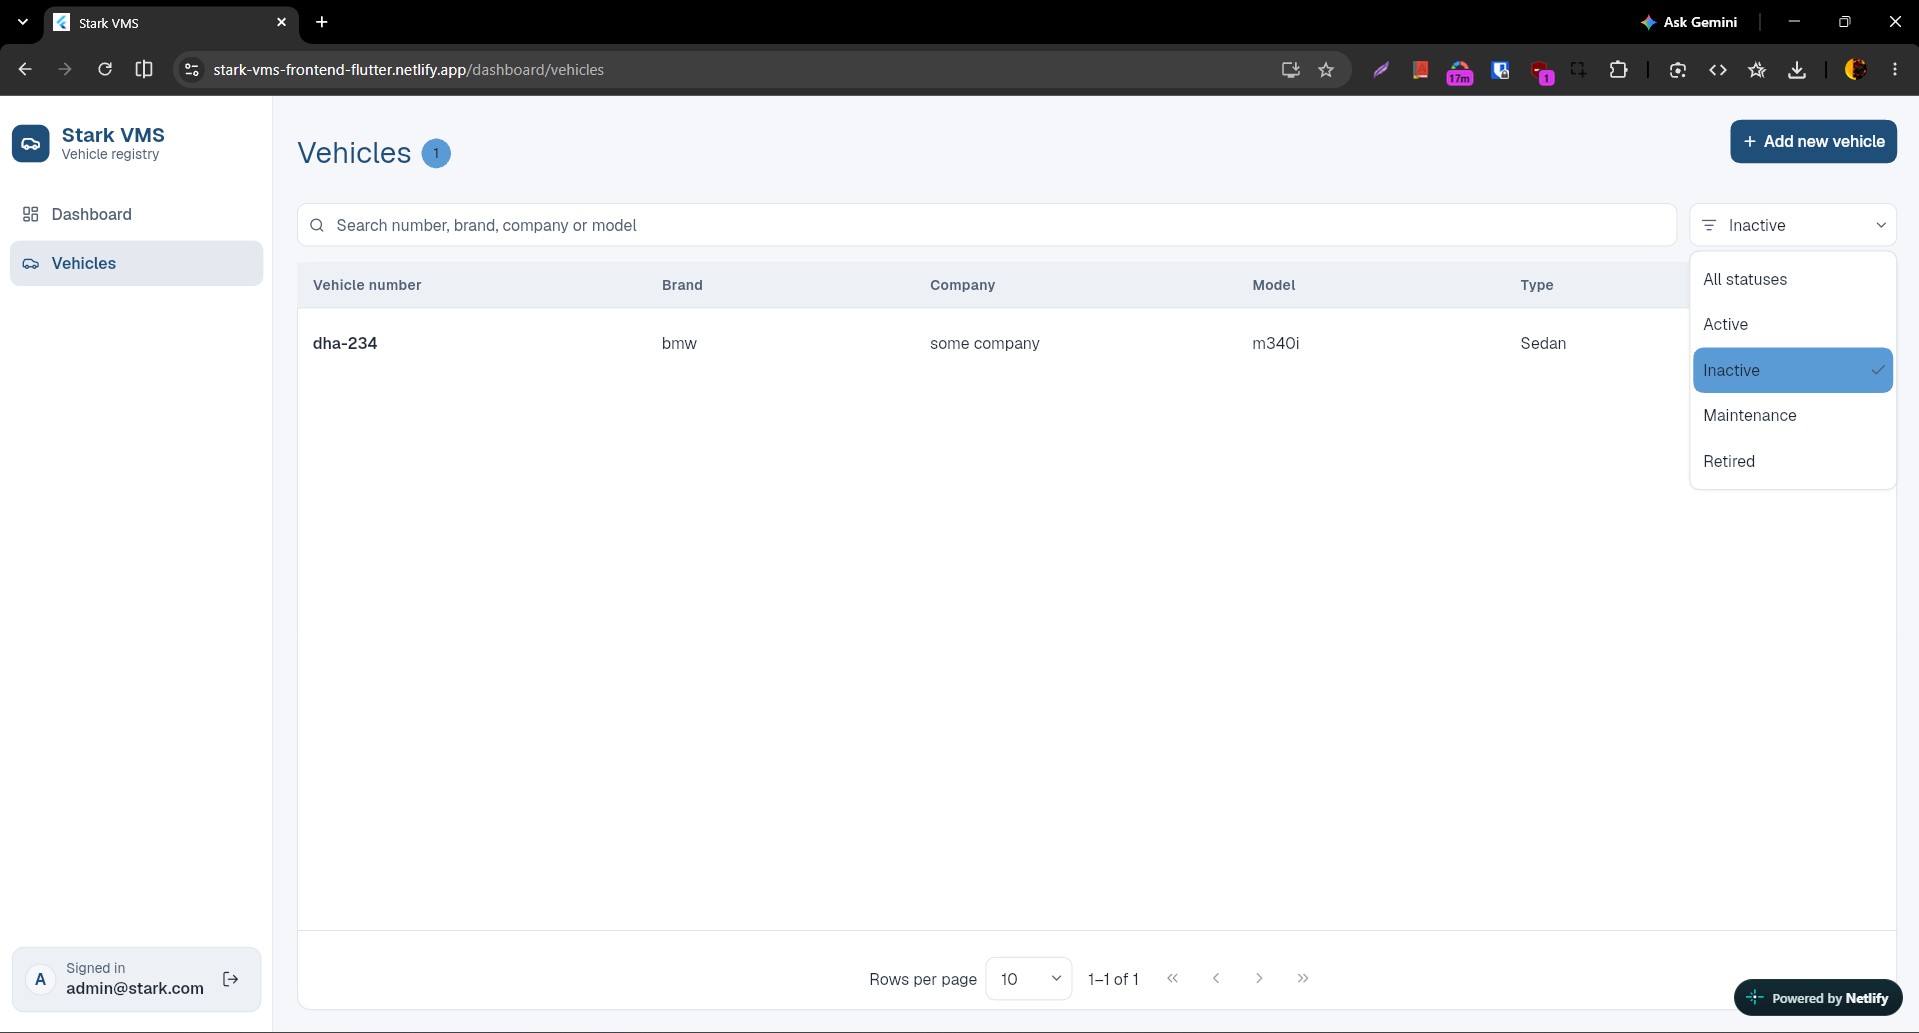 Stark VMS
Ask Gemini
stark-vms-frontend-flutter.netlify.app/dashboard/vehicles
17m
1
Stark VMS
Vehicle registry
Dashboard
Vehicles
Vehicles 1
+ Add new vehicle
Search number, brand, company or model
Inactive
Vehicle number Brand Company Model Type
dha-234 bmw some company m340i Sedan
All statuses
Active
Inactive
Maintenance
Retired
Rows per page 10 1–1 of 1
A
Signed in
admin@stark.com
Powered by Netlify